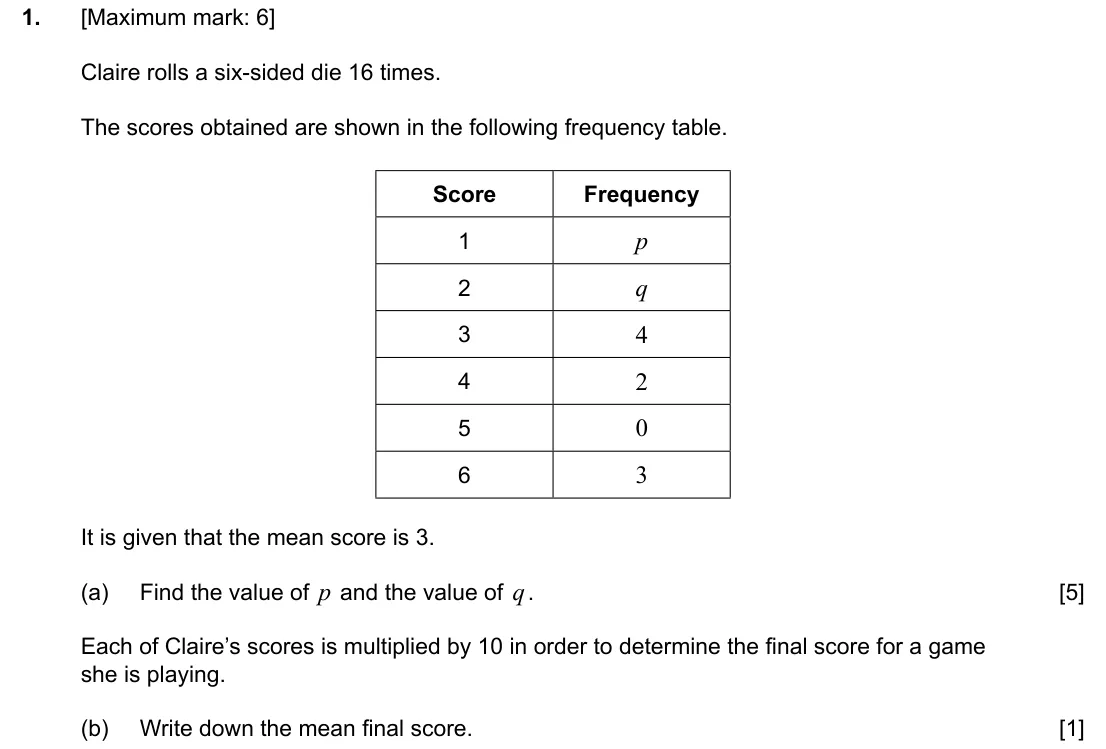 1. [Maximum mark: 6]
Claire rolls a six-sided die 16 times.
The scores obtained are shown in the following frequency table.
Score Frequency
1 p
2 q
3 4
4 2
5 0
6 3
It is given that the mean score is 3.
(a) Find the value of p and the value of q. [5]
Each of Claire’s scores is multiplied by 10 in order to determine the final score for a game
she is playing.
(b) Write down the mean final score. [1]